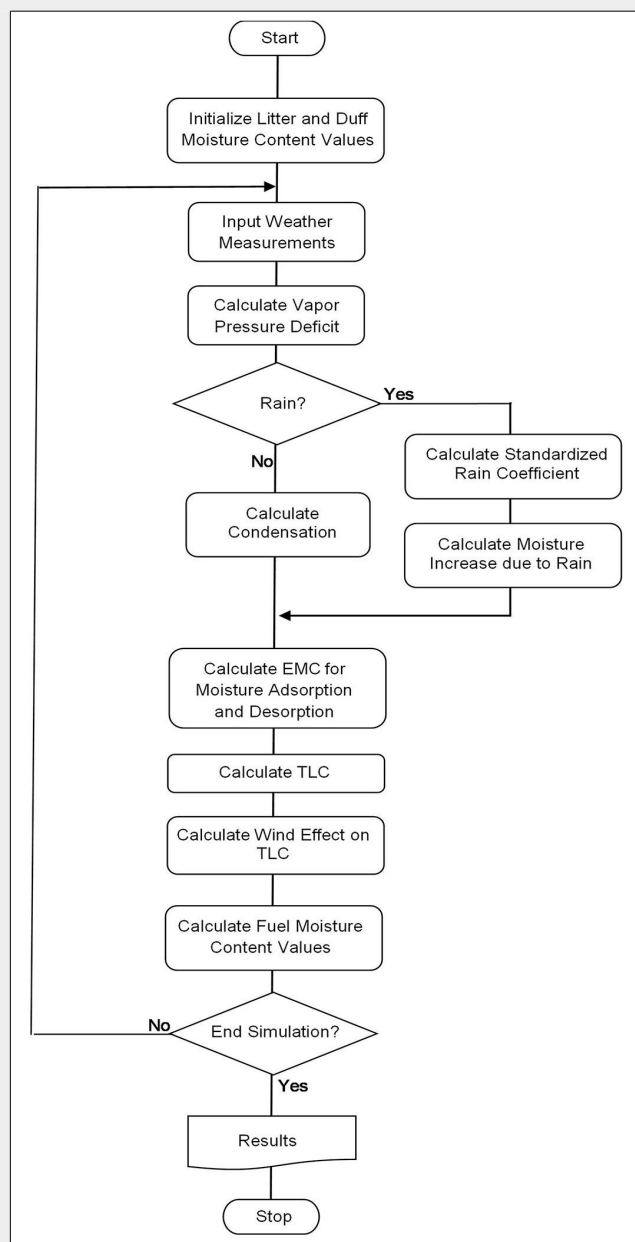 Start
Initialize Litter and Duff
Moisture Content Values
Input Weather
Measurements
Calculate Vapor
Pressure Deficit
Rain?
Yes
No
Calculate Standardized
Rain Coefficient
Calculate
Condensation
Calculate Moisture
Increase due to Rain
Calculate EMC for
Moisture Adsorption
and Desorption
Calculate TLC
Calculate Wind Effect on
TLC
Calculate Fuel Moisture
Content Values
No
End Simulation?
Yes
Results
Stop